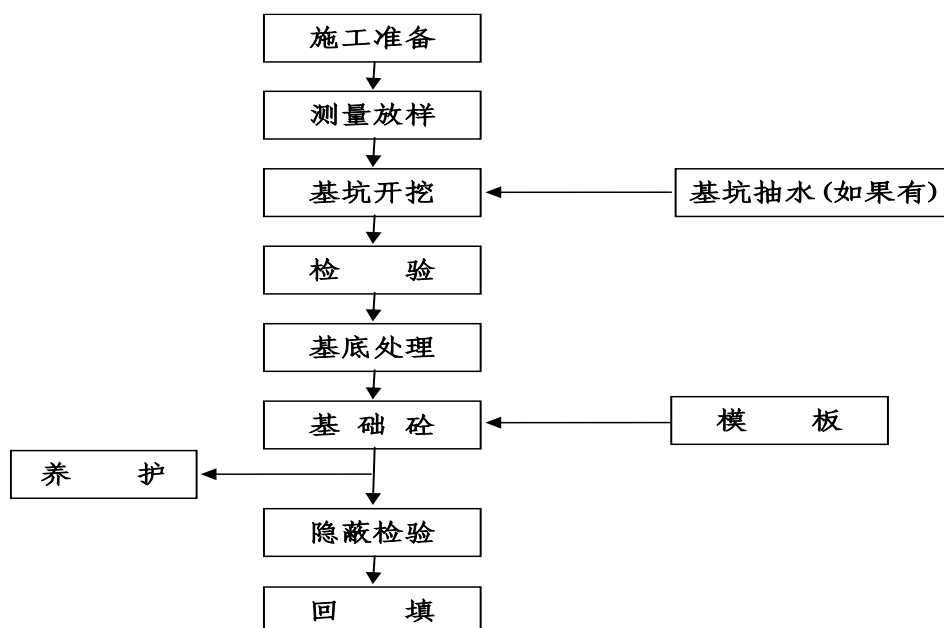 施工准备
测量放样
基坑开挖
基坑抽水(如果有)
检 验
基底处理
基 础 砼
模 板
养 护
隐蔽检验
回 填